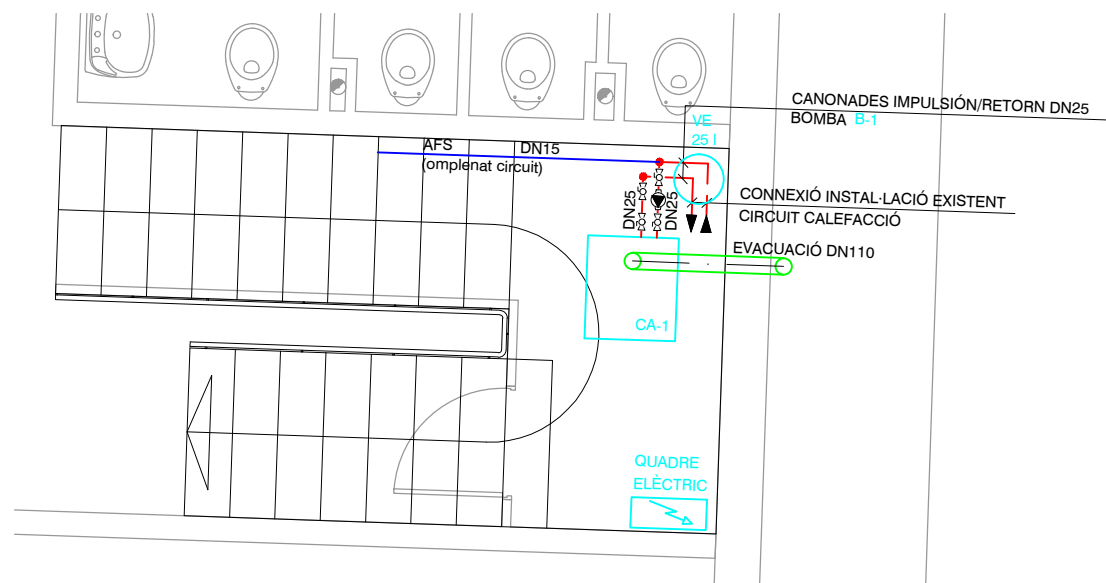 CANONADES IMPULSIÓN/RETORN DN25
BOMBA B-1
VE
25 l
AFS DN15
(omplenat circuit)
DN25
DN25
CONNEXIÓ INSTAL·LACIÓ EXISTENT
CIRCUIT CALEFACCIÓ
EVACUACIÓ DN110
CA-1
QUADRE
ELÈCTRIC